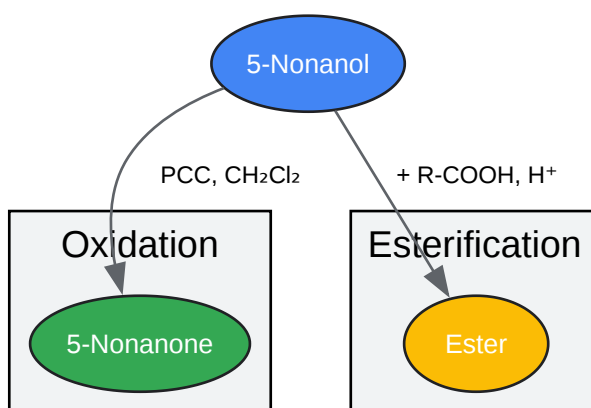 5-Nonanol
PCC, CH₂Cl₂
+ R-COOH, H⁺
Oxidation
Esterification
5-Nonanone
Ester